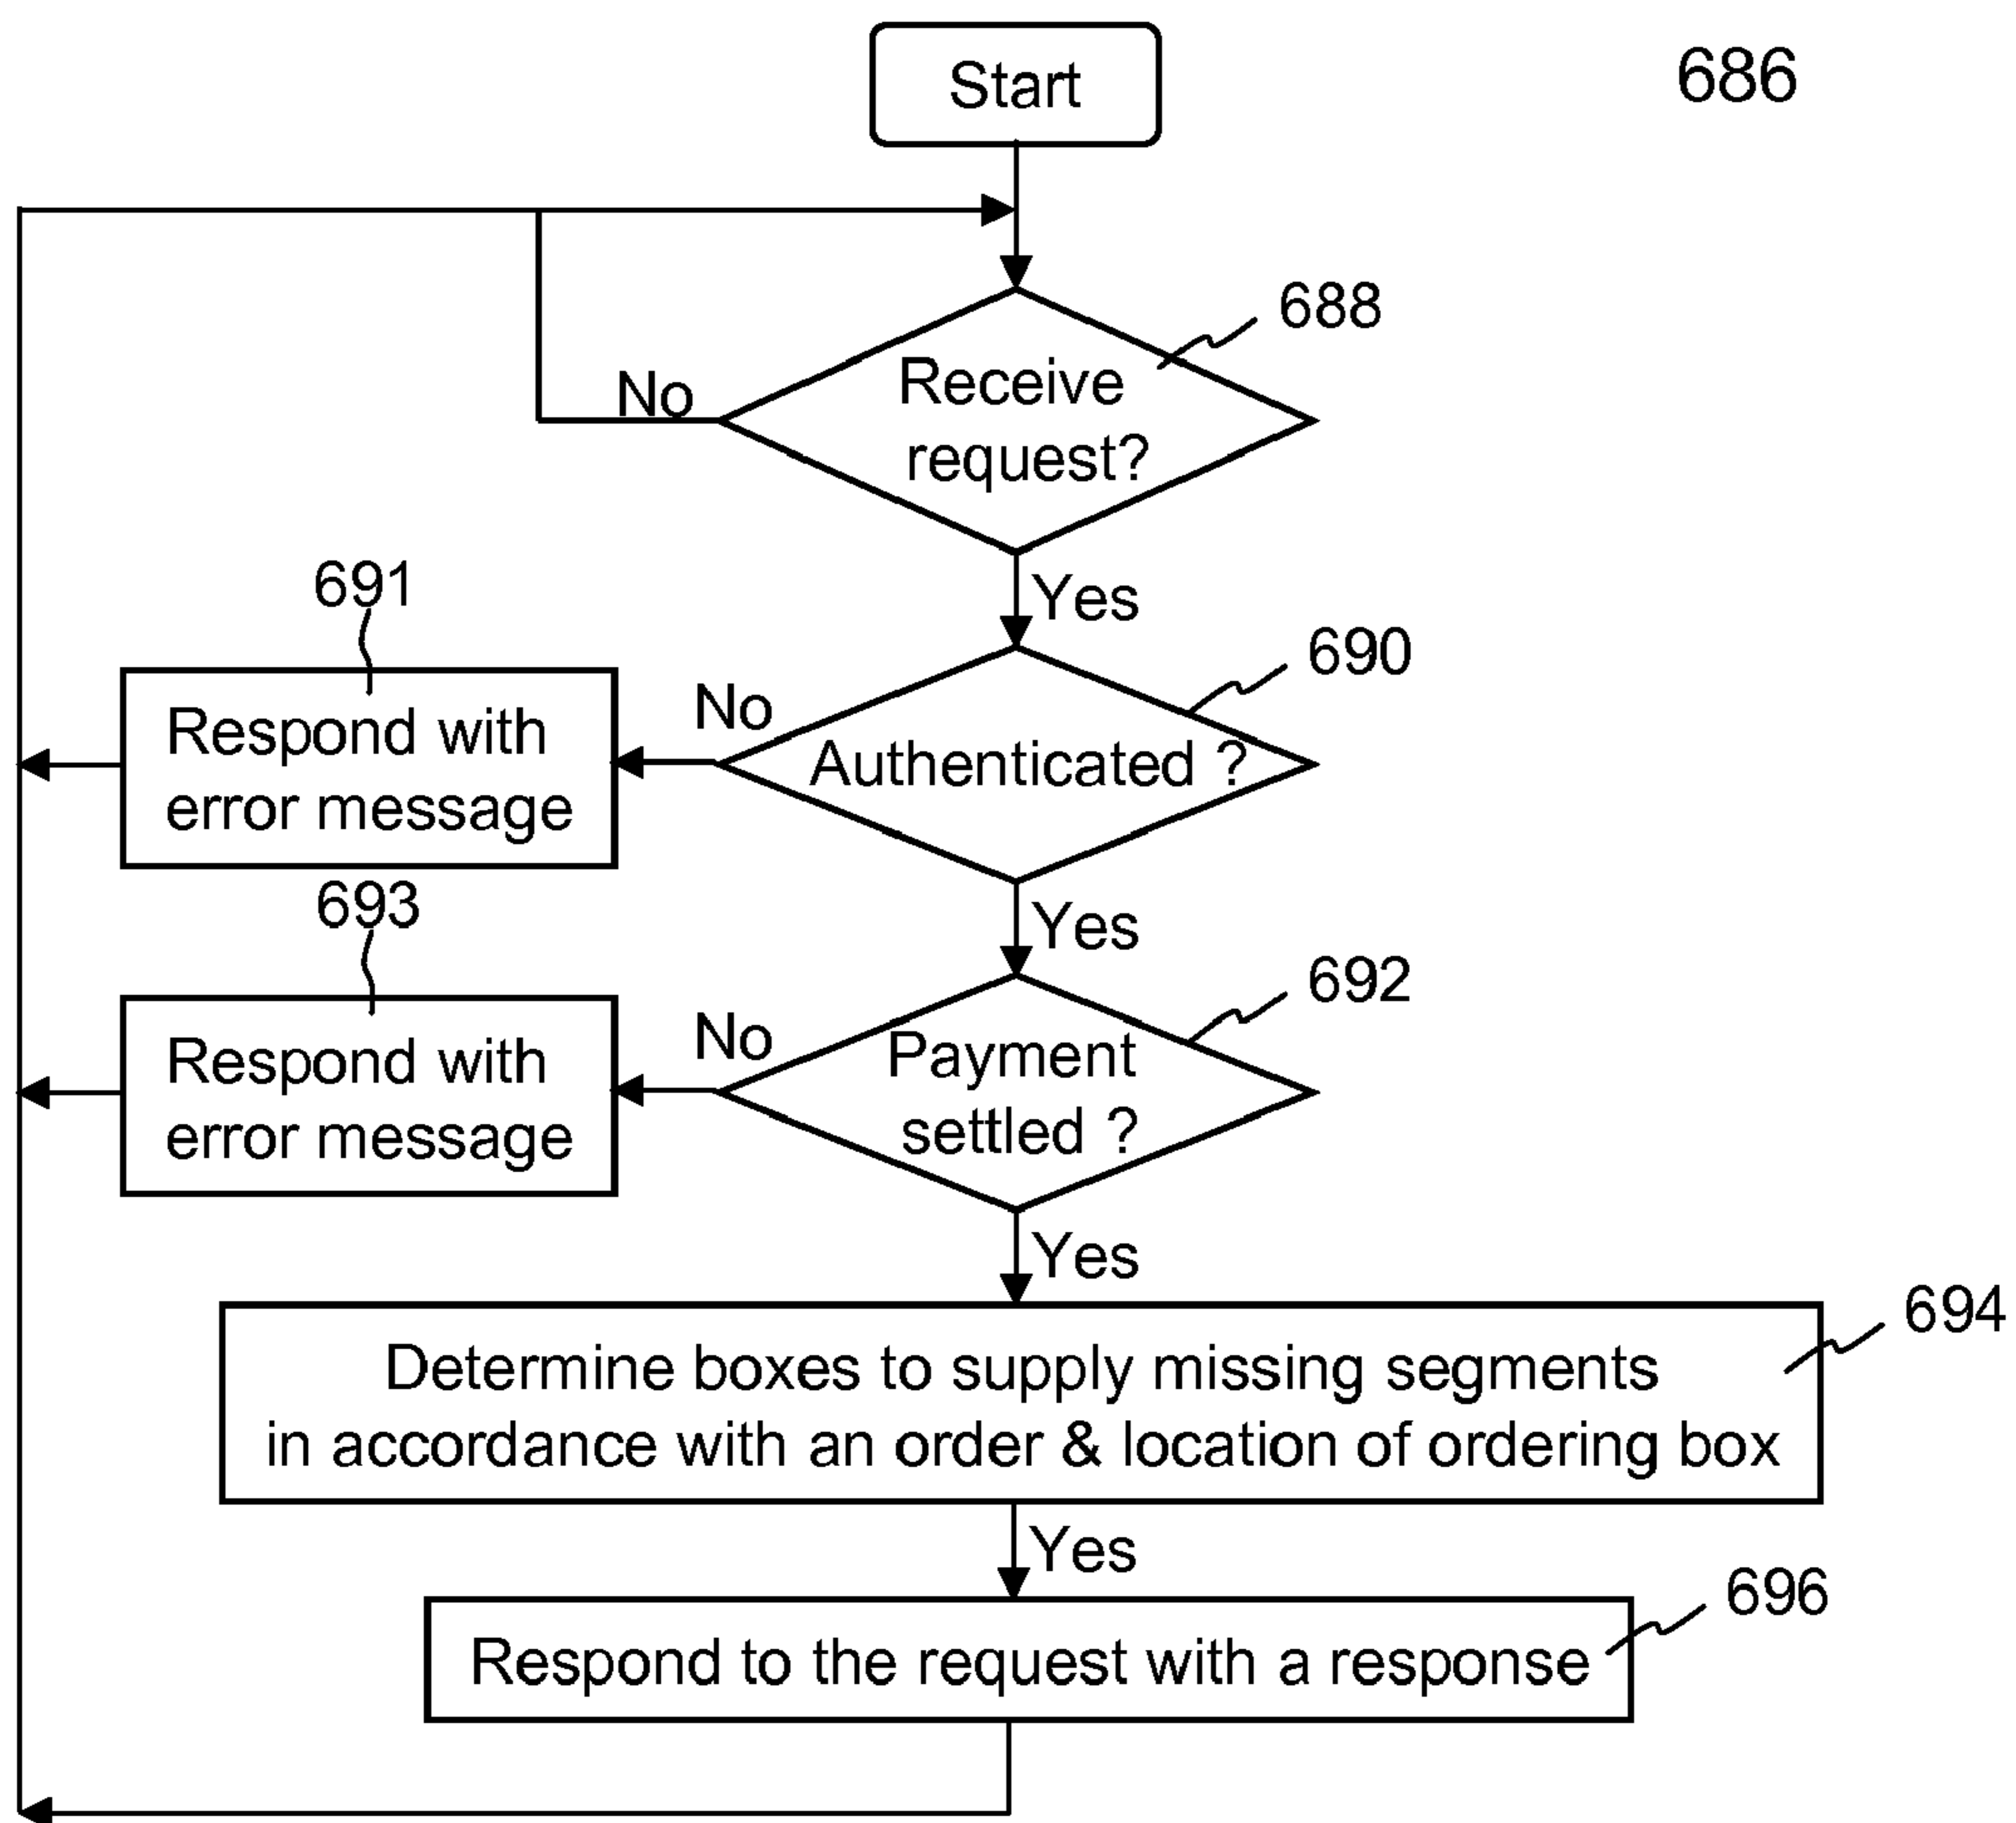 Start
686
688
Receive
request?
No
Yes
691
690
Respond with
error message
No
Authenticated ?
Yes
693
692
Respond with
error message
No
Payment
settled ?
Yes
694
Determine boxes to supply missing segments
in accordance with an order & location of ordering box
Yes
696
Respond to the request with a response